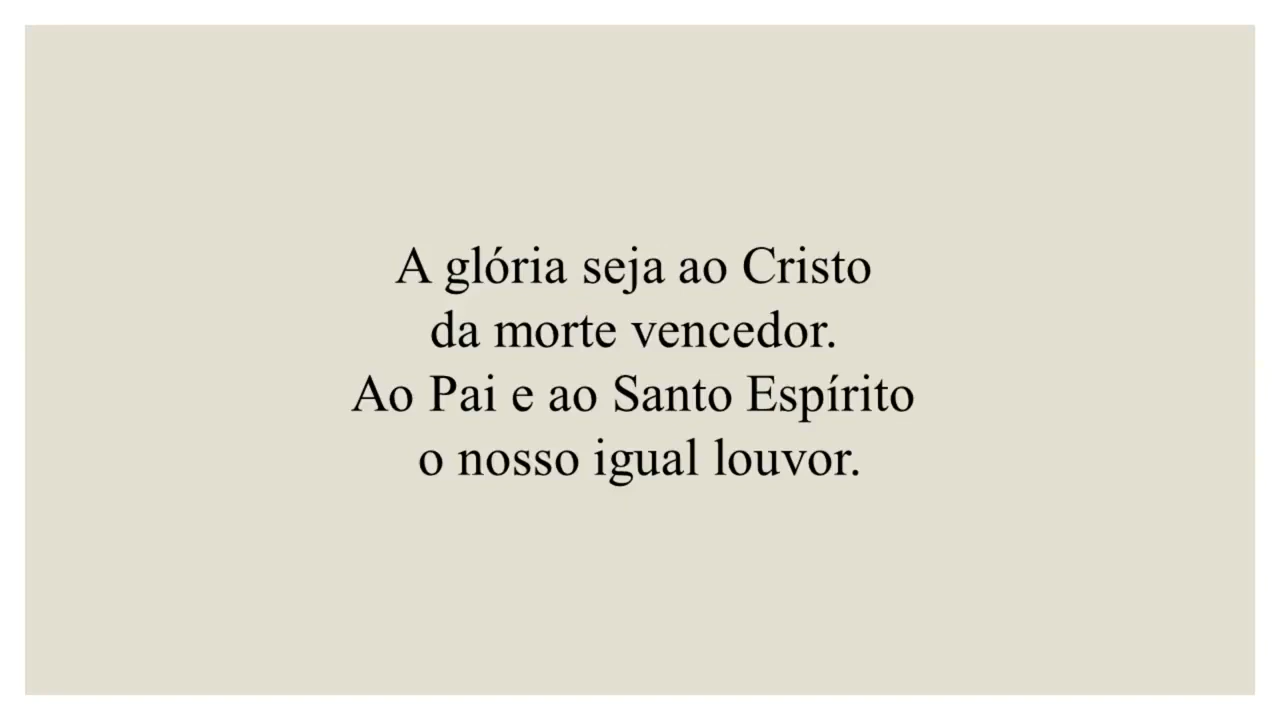 A glória seja ao Cristo
da morte vencedor.
Ao Pai e ao Santo Espírito
o nosso igual louvor.